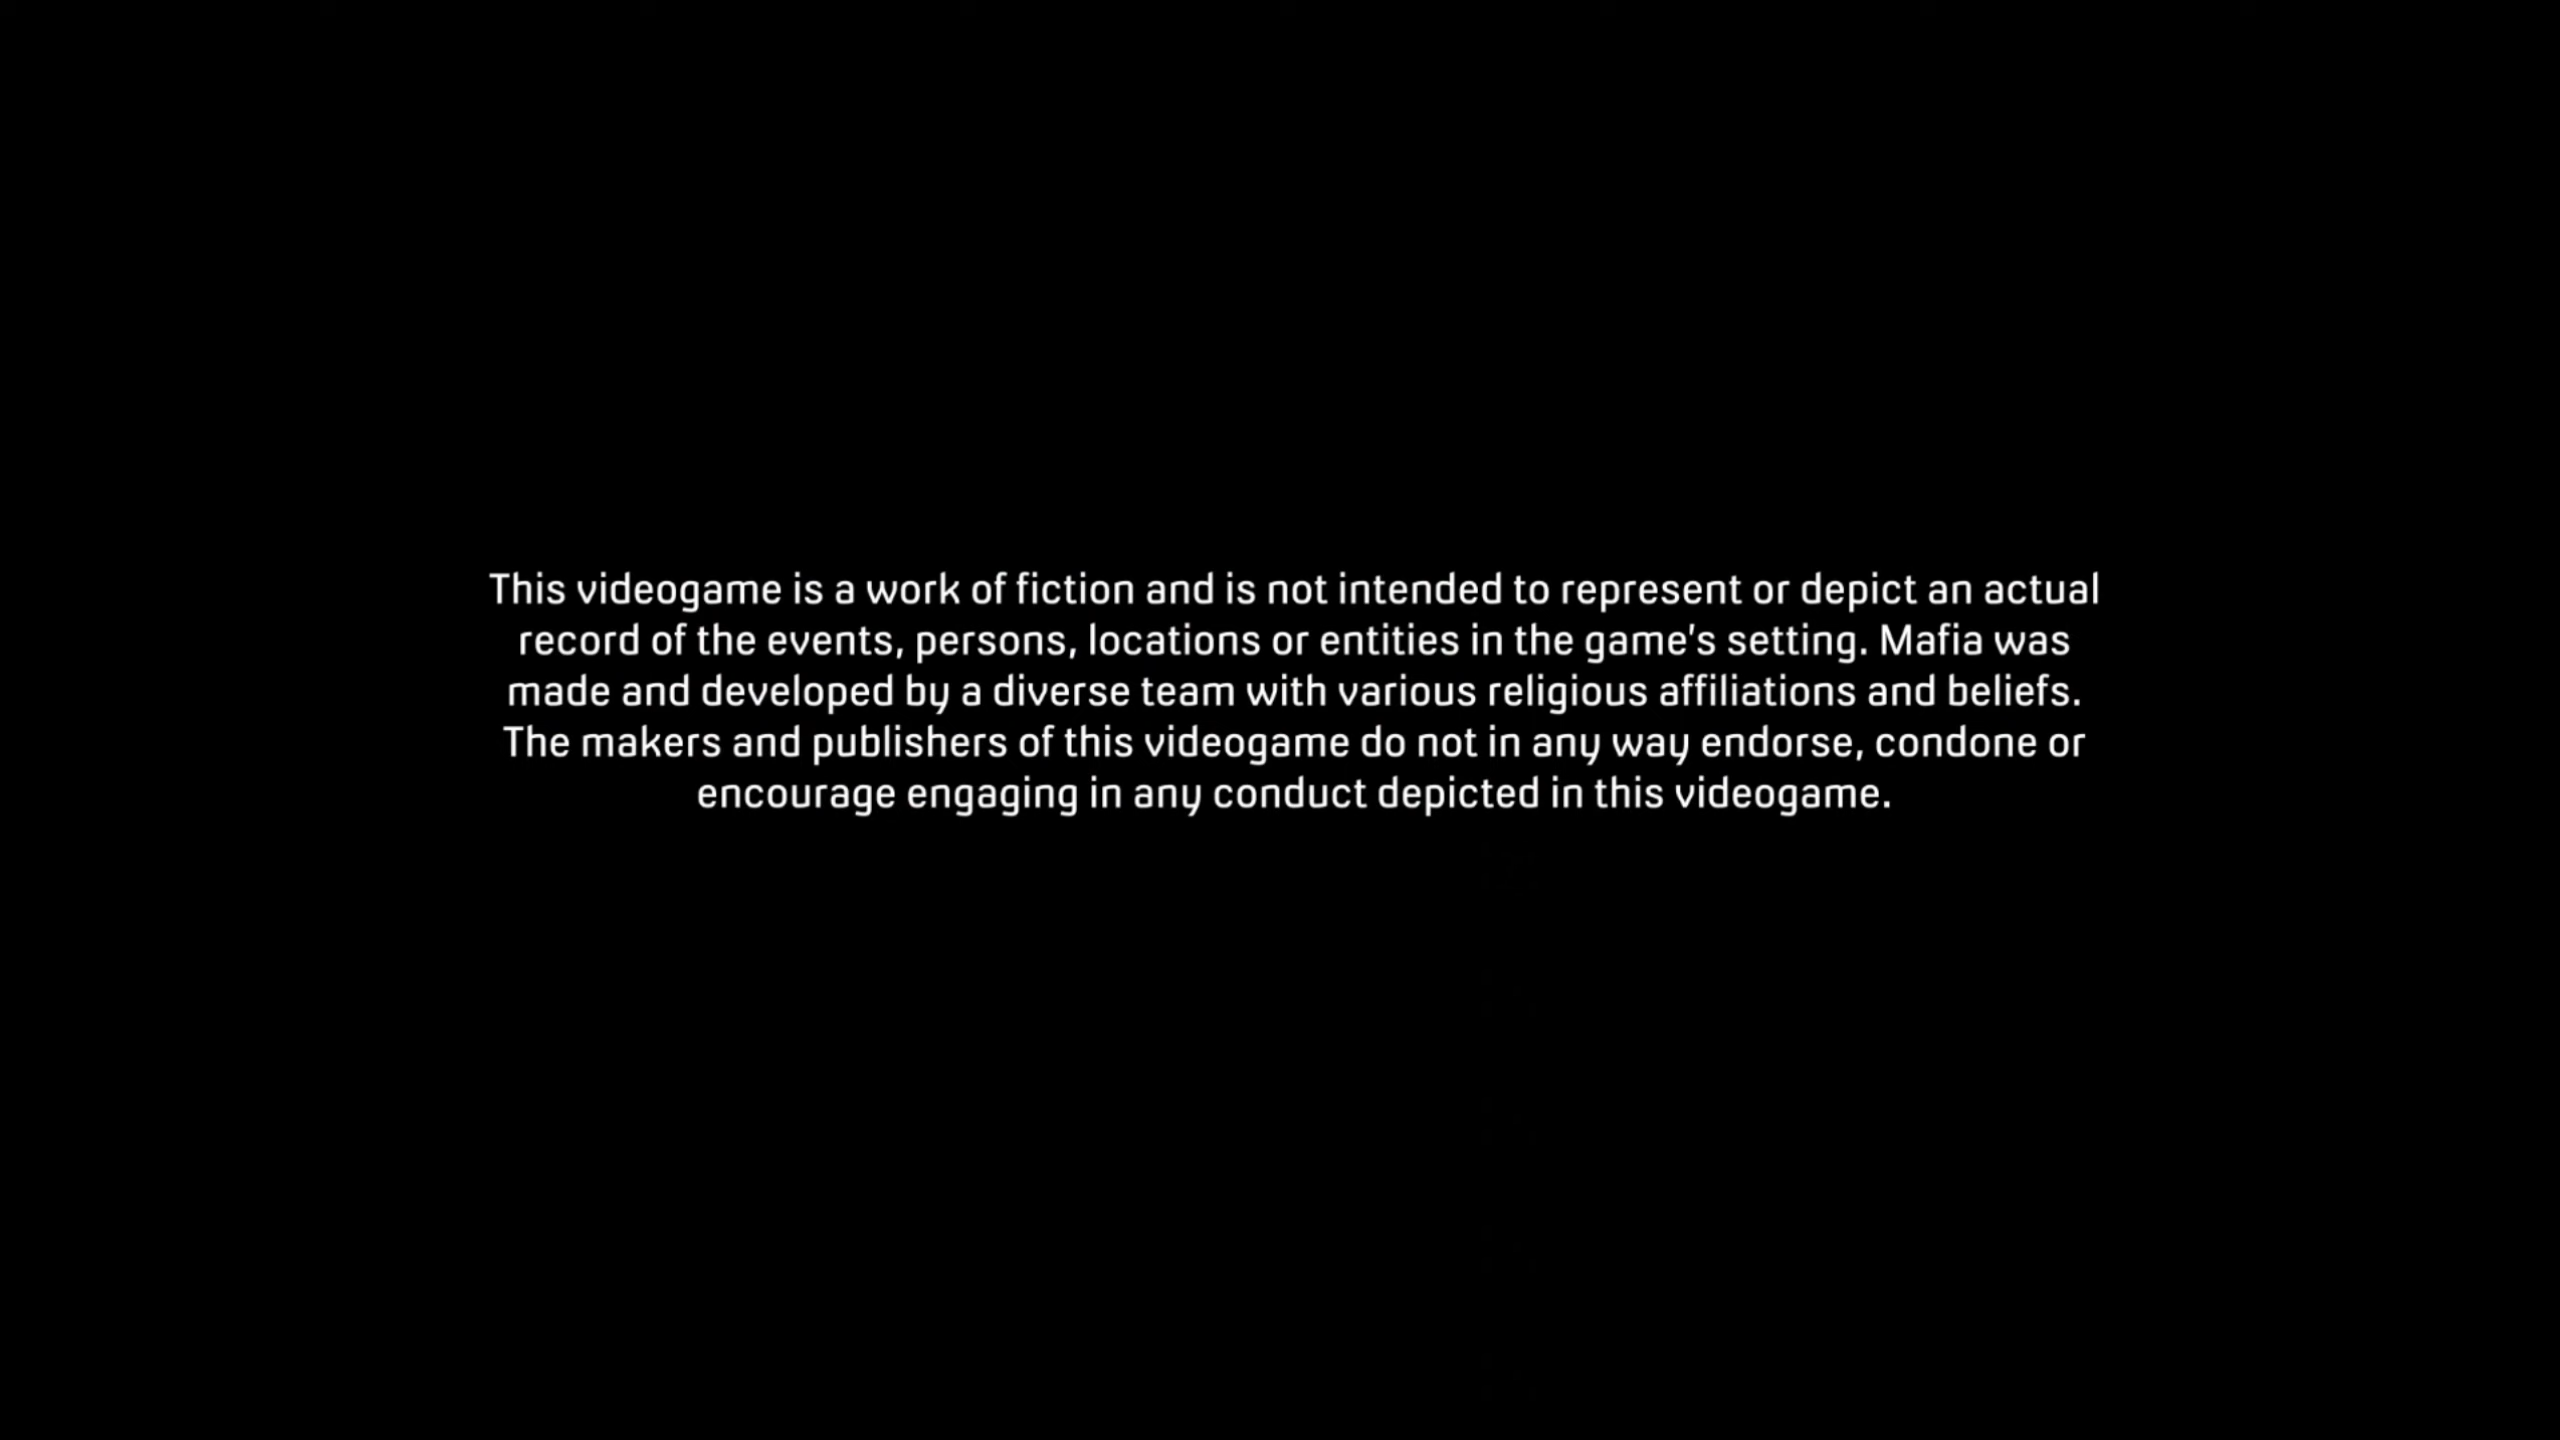 This videogame is a work of fiction and is not intended to represent or depict an actual
record of the events, persons, locations or entities in the game's setting. Mafia was
made and developed by a diverse team with various religious affiliations and beliefs.
The makers and publishers of this videogame do not in any way endorse, condone or
encourage engaging in any conduct depicted in this videogame.